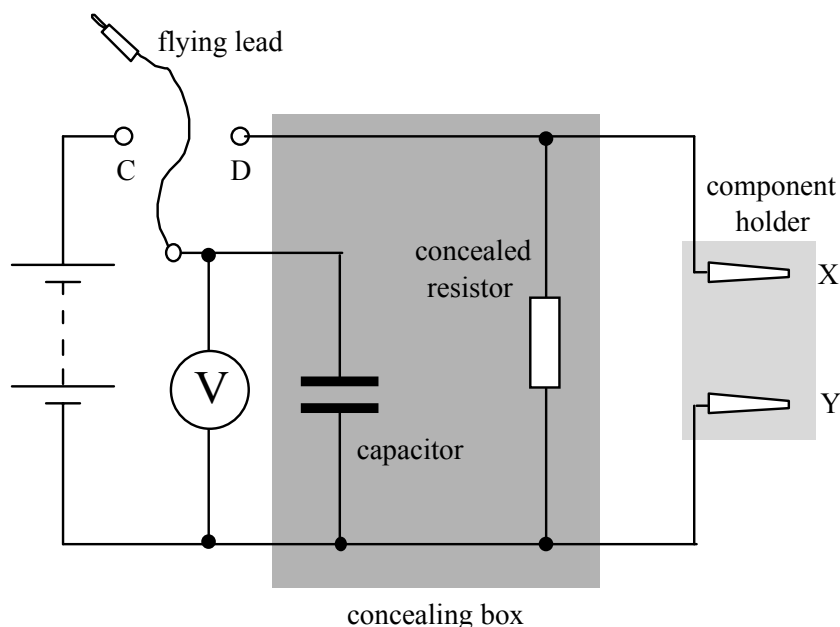 flying lead
C
D
component
holder
concealed
resistor
X
V
Y
capacitor
concealing box